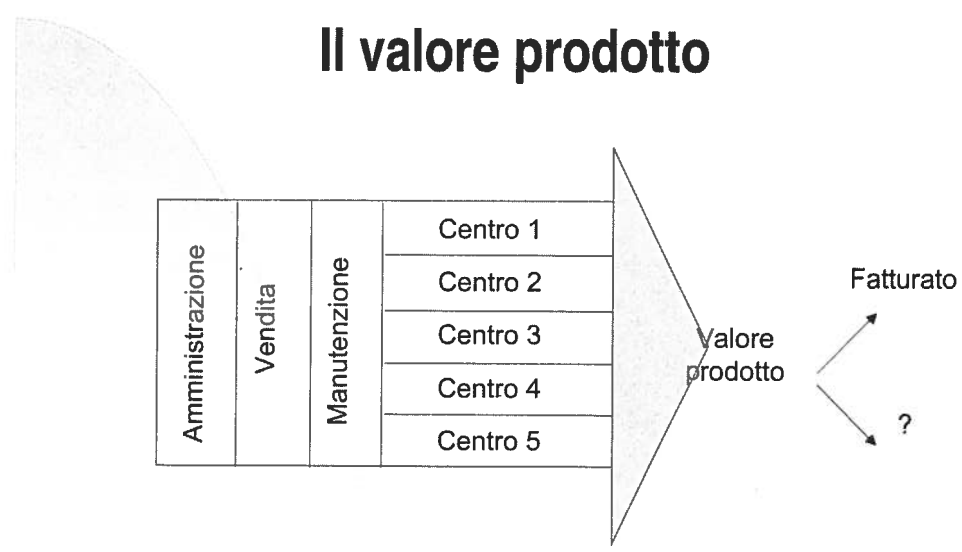 Il valore prodotto
Amministrazione
Vendita
Manutenzione
Centro 1
Centro 2
Centro 3
Centro 4
Centro 5
Valore
prodotto
Fatturato
?